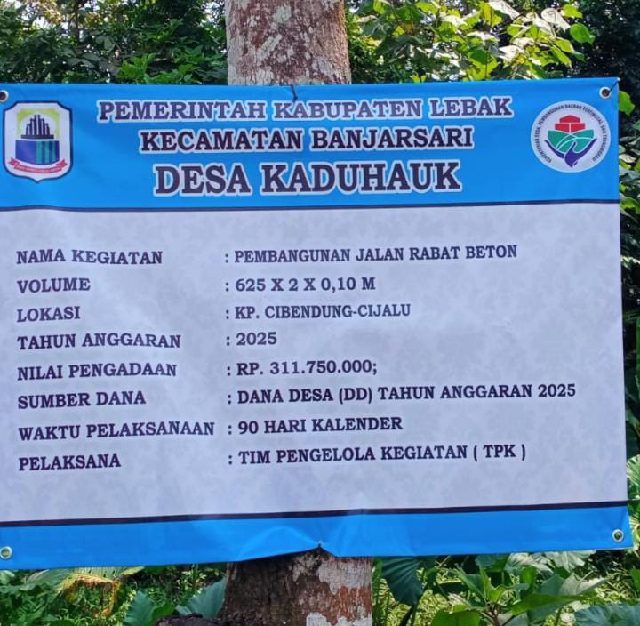 PEMERINTAH KABUPATEN LEBAK
KECAMATAN BANJARSARI
DESA KADUHAUK
NAMA KEGIATAN : PEMBANGUNAN JALAN RABAT BETON
VOLUME : 625 X 2 X 0,10 M
LOKASI : KP. CIBENDUNG-CIJALU
TAHUN ANGGARAN : 2025
NILAI PENGADAAN : RP. 311.750.000;
SUMBER DANA : DANA DESA (DD) TAHUN ANGGARAN 2025
WAKTU PELAKSANAAN : 90 HARI KALENDER
PELAKSANA : TIM PENGELOLA KEGIATAN ( TPK )